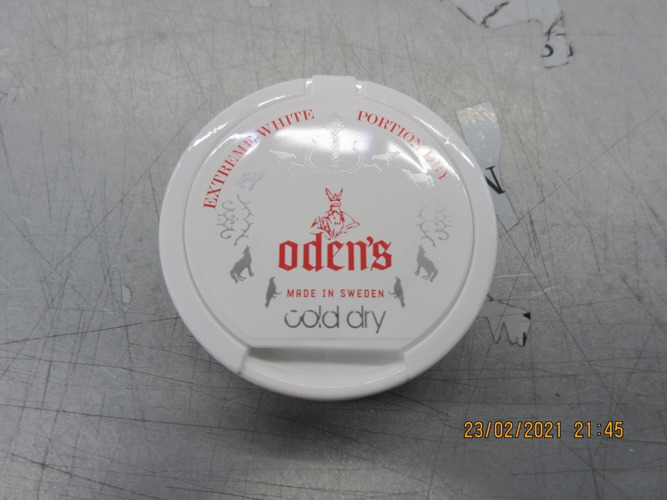 EXTREME WHITE PORTION DRY
oden's
MADE IN SWEDEN
cold dry
23/02/2021 21:45
N